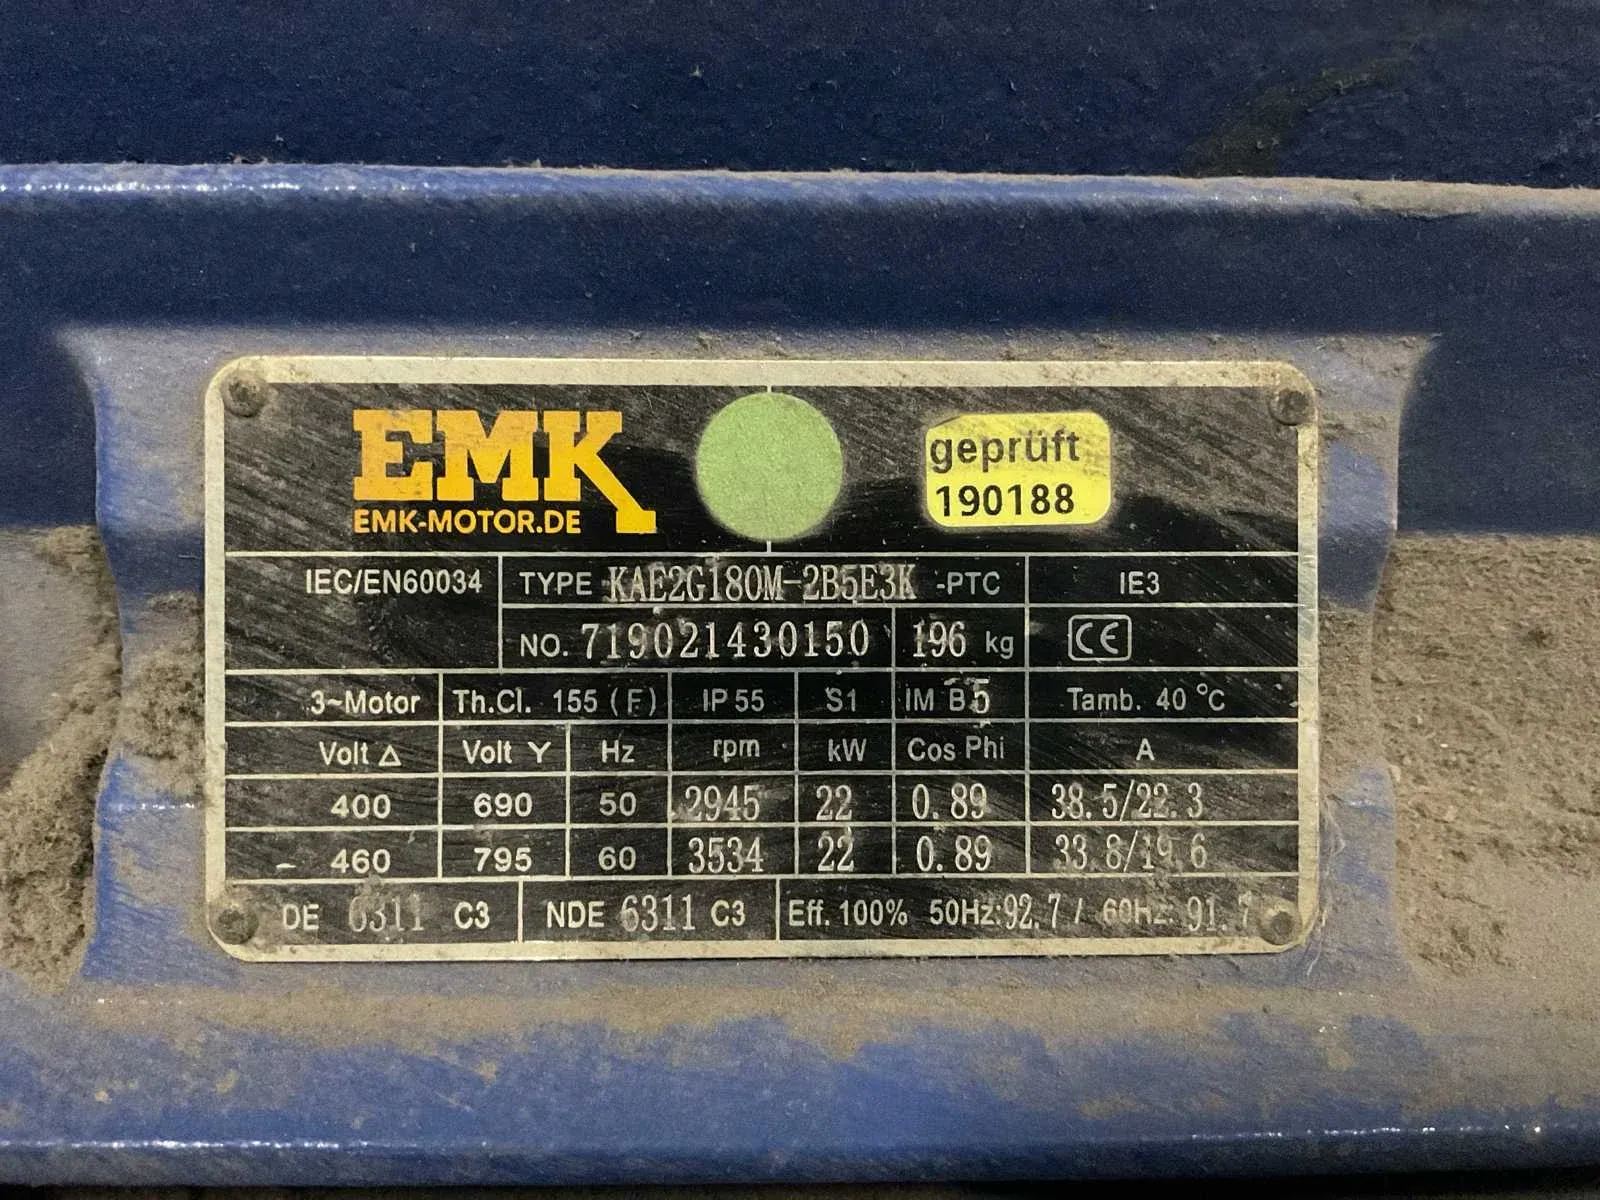 EMK
EMK-MOTOR.DE
geprüft
190188
IEC/EN60034 TYPE KAE2G180M-2B5E3K -PTC IE3
NO. 719021430150 196 kg CE
3~Motor Th.Cl. 155 (F) IP 55 S1 IM B5 Tamb. 40 °C
Volt Δ Volt Y Hz rpm kW Cos Phi A
400 690 50 2945 22 0.89 38.5/22.3
- 460 795 60 3534 22 0.89 33.8/19.6
DE 6311 C3 NDE 6311 C3 Eff. 100% 50Hz:92.7 / 60Hz:91.7